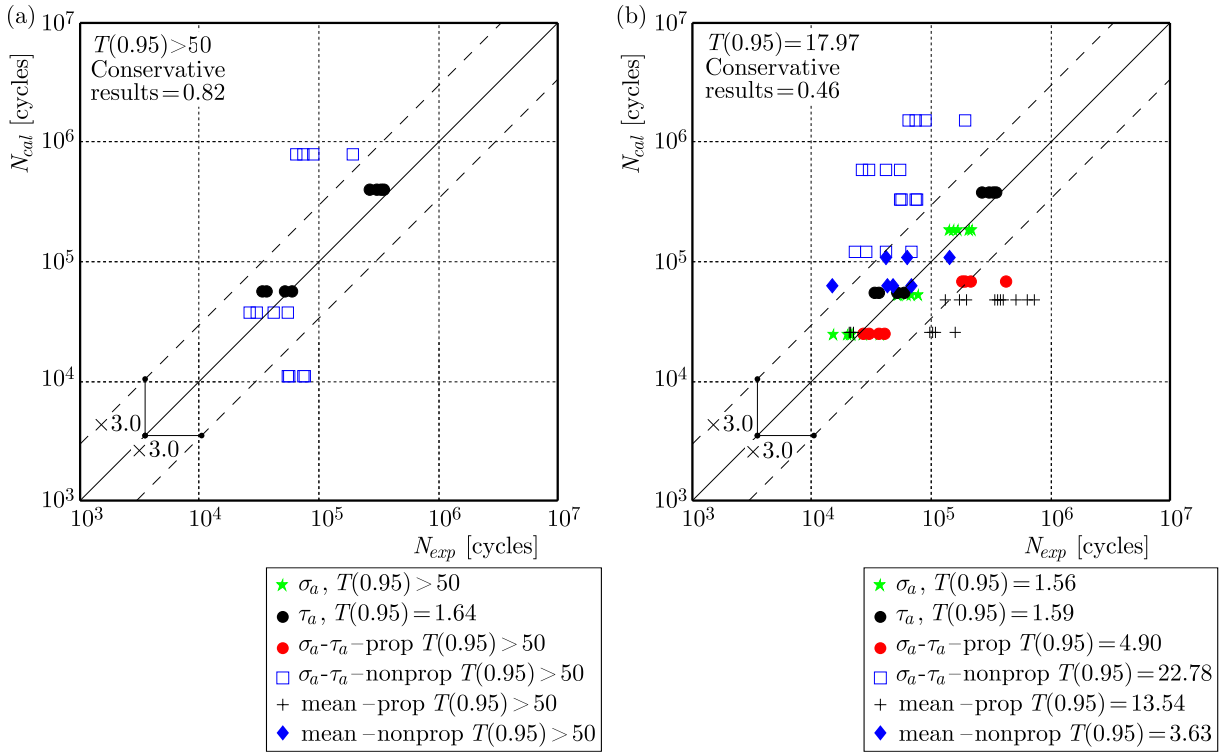 (a)
10^7
N_cal [cycles]
T(0.95)>50
Conservative
results=0.82
10^6
10^5
10^4
×3.0
×3.0
10^3
10^3 10^4 10^5 10^6 10^7
N_exp [cycles]
σ_a, T(0.95)>50
τ_a, T(0.95)=1.64
σ_a-τ_a–prop T(0.95)>50
σ_a-τ_a–nonprop T(0.95)>50
mean–prop T(0.95)>50
mean–nonprop T(0.95)>50
(b)
10^7
N_cal [cycles]
T(0.95)=17.97
Conservative
results=0.46
10^6
10^5
10^4
×3.0
×3.0
10^3
10^3 10^4 10^5 10^6 10^7
N_exp [cycles]
σ_a, T(0.95)=1.56
τ_a, T(0.95)=1.59
σ_a-τ_a–prop T(0.95)=4.90
σ_a-τ_a–nonprop T(0.95)=22.78
mean–prop T(0.95)=13.54
mean–nonprop T(0.95)=3.63